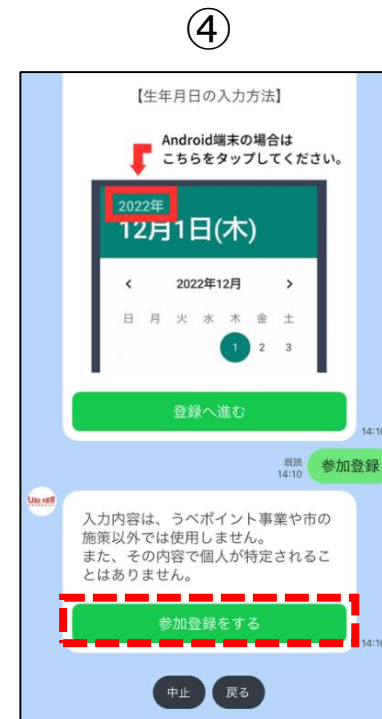 ④
【生年月日の入力方法】
Android端末の場合は
こちらをタップしてください。
2022年
12月1日(木)
< 2022年12月 >
日 月 火 水 木 金 土
1 2 3
登録へ進む
14:10
既読
14:10
参加登録
入力内容は、うべポイント事業や市の
施策以外では使用しません。
また、その内容で個人が特定されるこ
とはありません。
参加登録をする
14:10
中止 戻る